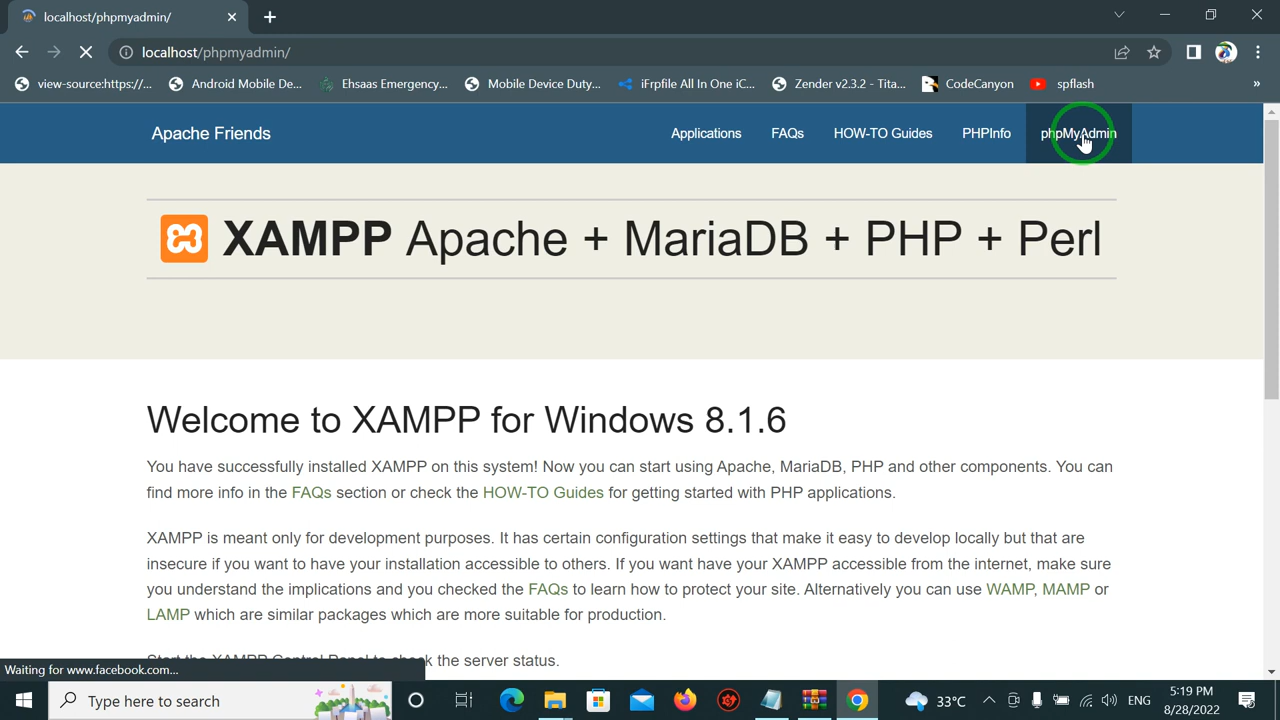 localhost/phpmyadmin/
localhost/phpmyadmin/
view-source:https://...
Android Mobile De...
Ehsaas Emergency...
Mobile Device Duty...
iFrpfile All In One iC...
Zender v2.3.2 - Tita...
CodeCanyon
spflash
»
Apache Friends
Applications
FAQs
HOW-TO Guides
PHPInfo
phpMyAdmin
XAMPP Apache + MariaDB + PHP + Perl
Welcome to XAMPP for Windows 8.1.6
You have successfully installed XAMPP on this system! Now you can start using Apache, MariaDB, PHP and other components. You can
find more info in the FAQs section or check the HOW-TO Guides for getting started with PHP applications.
XAMPP is meant only for development purposes. It has certain configuration settings that make it easy to develop locally but that are
insecure if you want to have your installation accessible to others. If you want have your XAMPP accessible from the internet, make sure
you understand the implications and you checked the FAQs to learn how to protect your site. Alternatively you can use WAMP, MAMP or
LAMP which are similar packages which are more suitable for production.
Start the XAMPP Control Panel to check the server status.
Waiting for www.facebook.com...
Type here to search
33°C
ENG
5:19 PM
8/28/2022